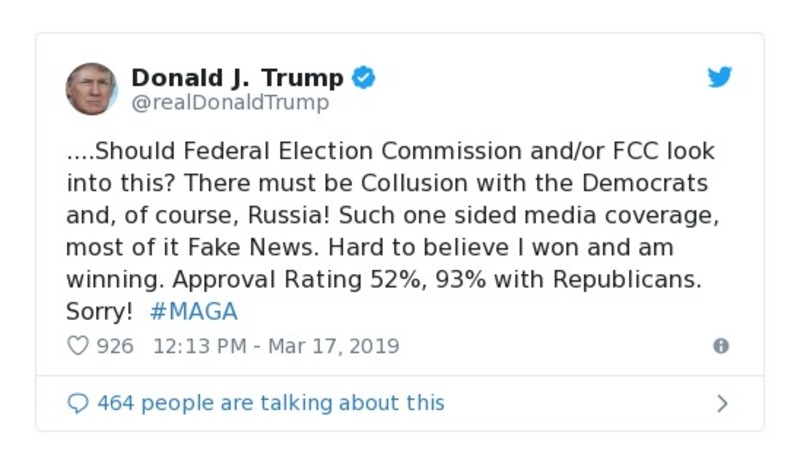 Donald J. Trump
@realDonaldTrump
....Should Federal Election Commission and/or FCC look
into this? There must be Collusion with the Democrats
and, of course, Russia! Such one sided media coverage,
most of it Fake News. Hard to believe I won and am
winning. Approval Rating 52%, 93% with Republicans.
Sorry! #MAGA
926 12:13 PM - Mar 17, 2019
464 people are talking about this